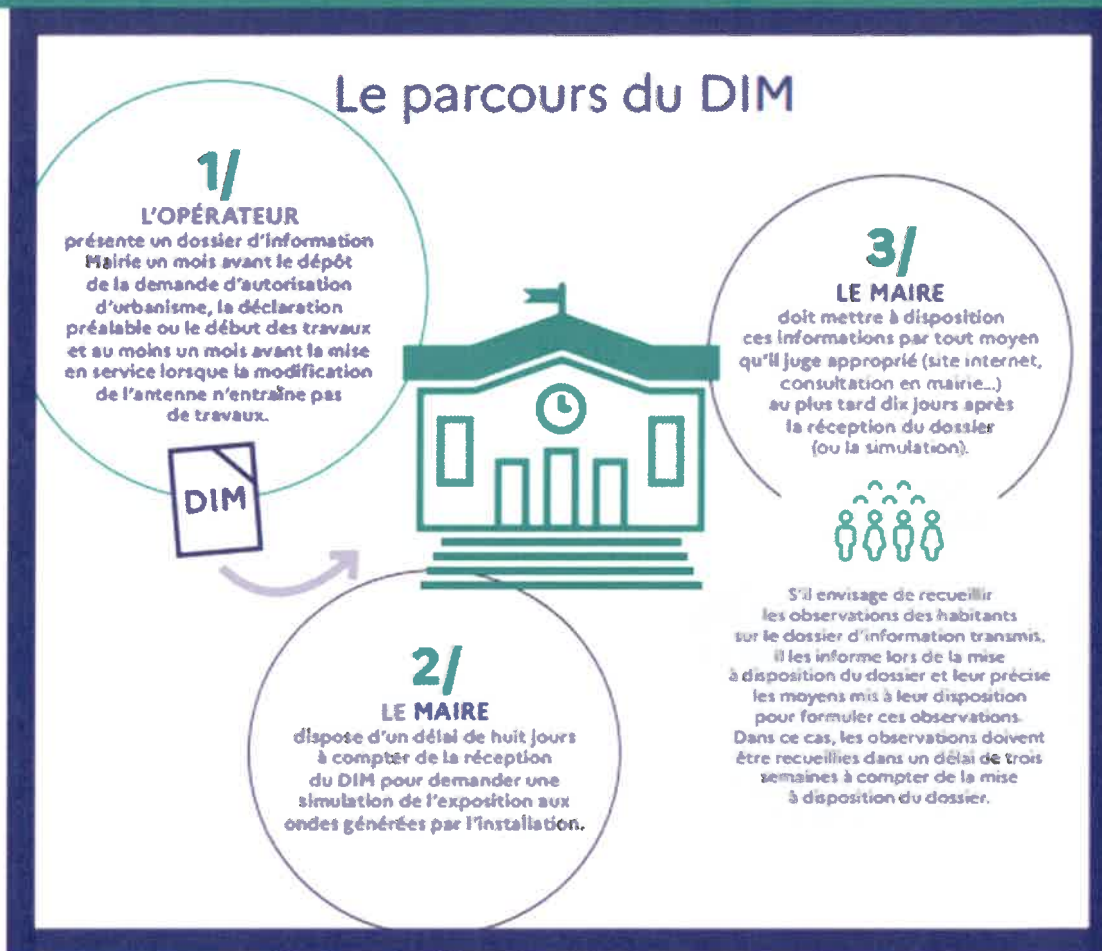 Le parcours du DIM
1/
L'OPÉRATEUR
présente un dossier d'information
Mairie un mois avant le dépôt
de la demande d'autorisation
d'urbanisme, la déclaration
préalable ou le début des travaux
et au moins un mois avant la mise
en service lorsque la modification
de l'antenne n'entraîne pas
de travaux.
DIM
2/
LE MAIRE
dispose d'un délai de huit jours
à compter de la réception
du DIM pour demander une
simulation de l'exposition aux
ondes générées par l'installation.
3/
LE MAIRE
doit mettre à disposition
ces informations par tout moyen
qu'il juge approprié (site internet,
consultation en mairie...)
au plus tard dix jours après
la réception du dossier
(ou la simulation).
S'il envisage de recueillir
les observations des habitants
sur le dossier d'information transmis,
il les informe lors de la mise
à disposition du dossier et leur précise
les moyens mis à leur disposition
pour formuler ces observations.
Dans ce cas, les observations doivent
être recueillies dans un délai de trois
semaines à compter de la mise
à disposition du dossier.